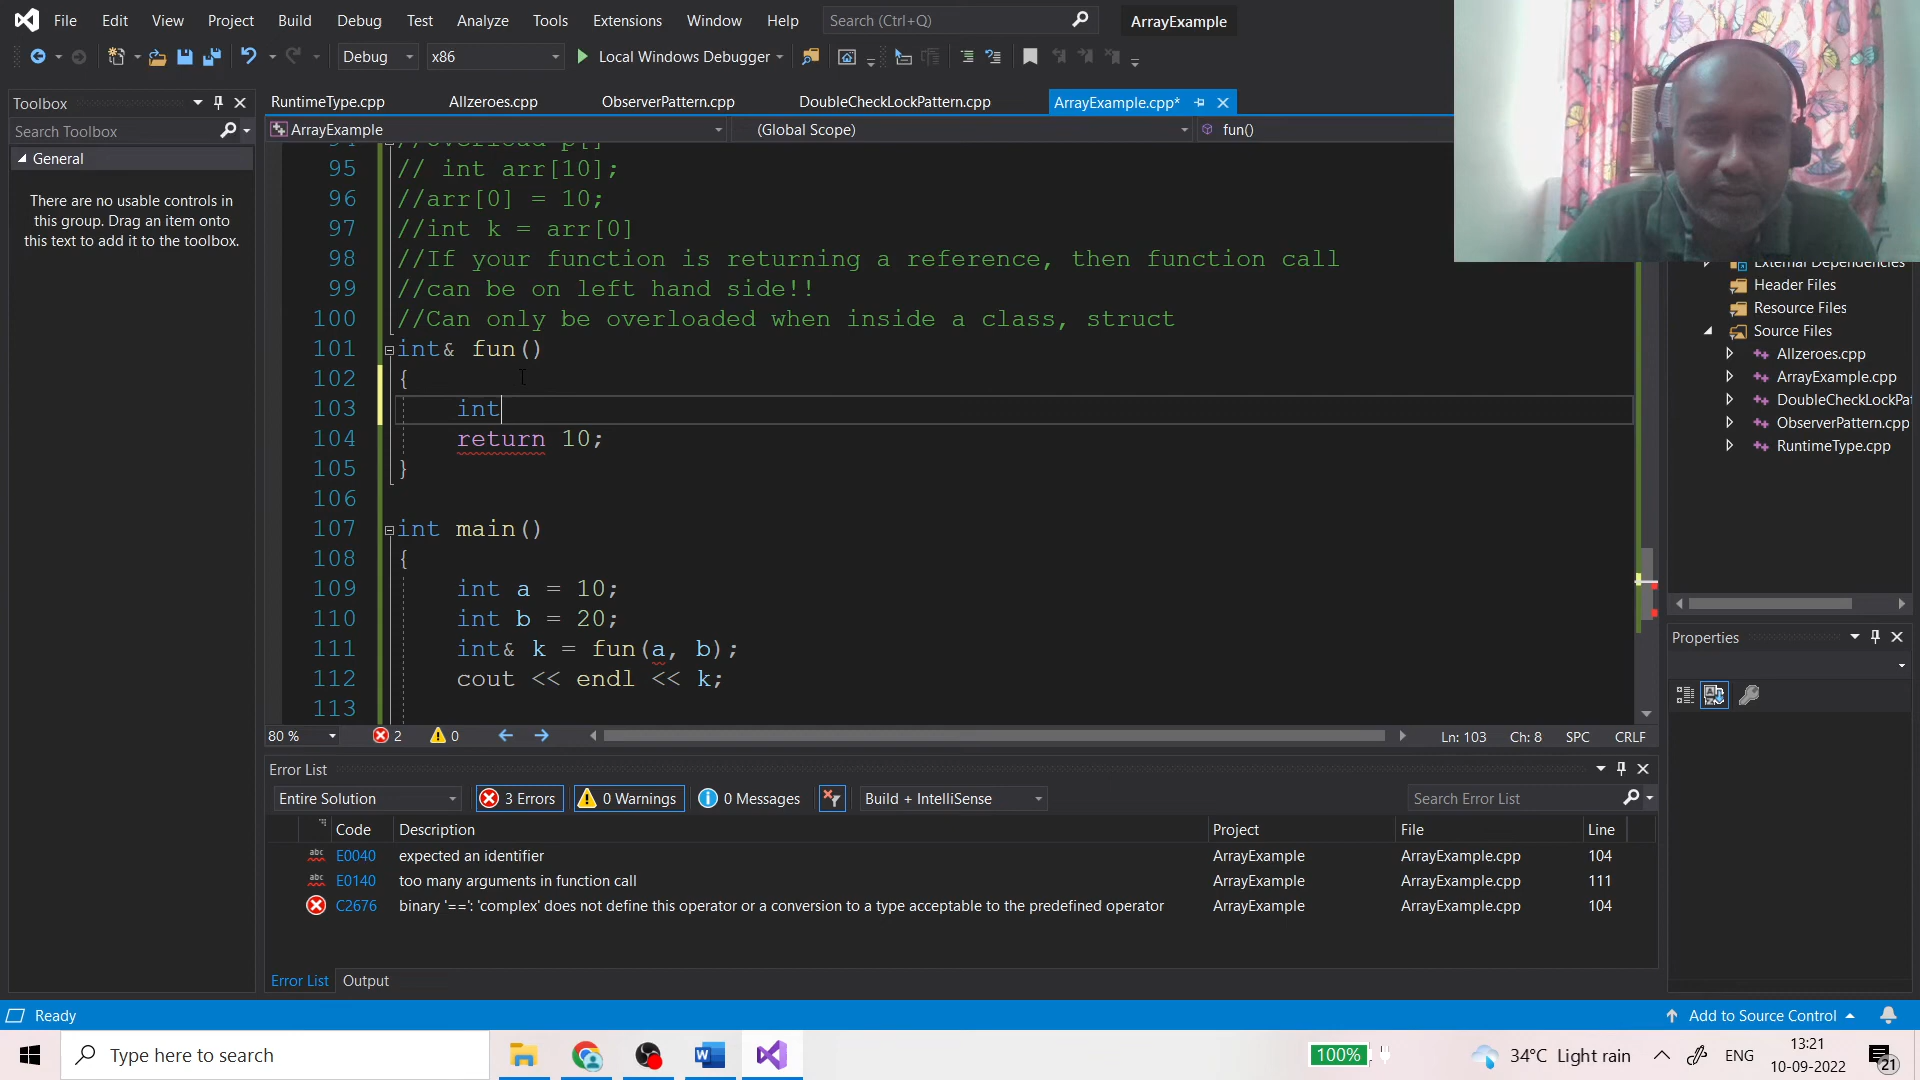 File Edit View Project Build Debug Test Analyze Tools Extensions Window Help Search (Ctrl+Q) ArrayExample
Debug x86 Local Windows Debugger
Toolbox
Search Toolbox
General
There are no usable controls in
this group. Drag an item onto
this text to add it to the toolbox.
RuntimeType.cpp Allzeroes.cpp ObserverPattern.cpp DoubleCheckLockPattern.cpp ArrayExample.cpp*
ArrayExample (Global Scope) fun()
94 //overload p[]
95 // int arr[10];
96 //arr[0] = 10;
97 //int k = arr[0]
98 //If your function is returning a reference, then function call
99 //can be on left hand side!!
100 //Can only be overloaded when inside a class, struct
101 int& fun()
102 {
103 int
104 return 10;
105 }
106
107 int main()
108 {
109 int a = 10;
110 int b = 20;
111 int& k = fun(a, b);
112 cout << endl << k;
113
80 % 2 0 Ln: 103 Ch: 8 SPC CRLF
External Dependencies
Header Files
Resource Files
Source Files
Allzeroes.cpp
ArrayExample.cpp
DoubleCheckLockPat
ObserverPattern.cpp
RuntimeType.cpp
Properties
Error List
Entire Solution 3 Errors 0 Warnings 0 Messages Build + IntelliSense Search Error List
Code Description Project File Line
abc E0040 expected an identifier ArrayExample ArrayExample.cpp 104
abc E0140 too many arguments in function call ArrayExample ArrayExample.cpp 111
C2676 binary '==': 'complex' does not define this operator or a conversion to a type acceptable to the predefined operator ArrayExample ArrayExample.cpp 104
Error List Output
Ready Add to Source Control
Type here to search 100% 34°C Light rain ENG 13:21
10-09-2022 21